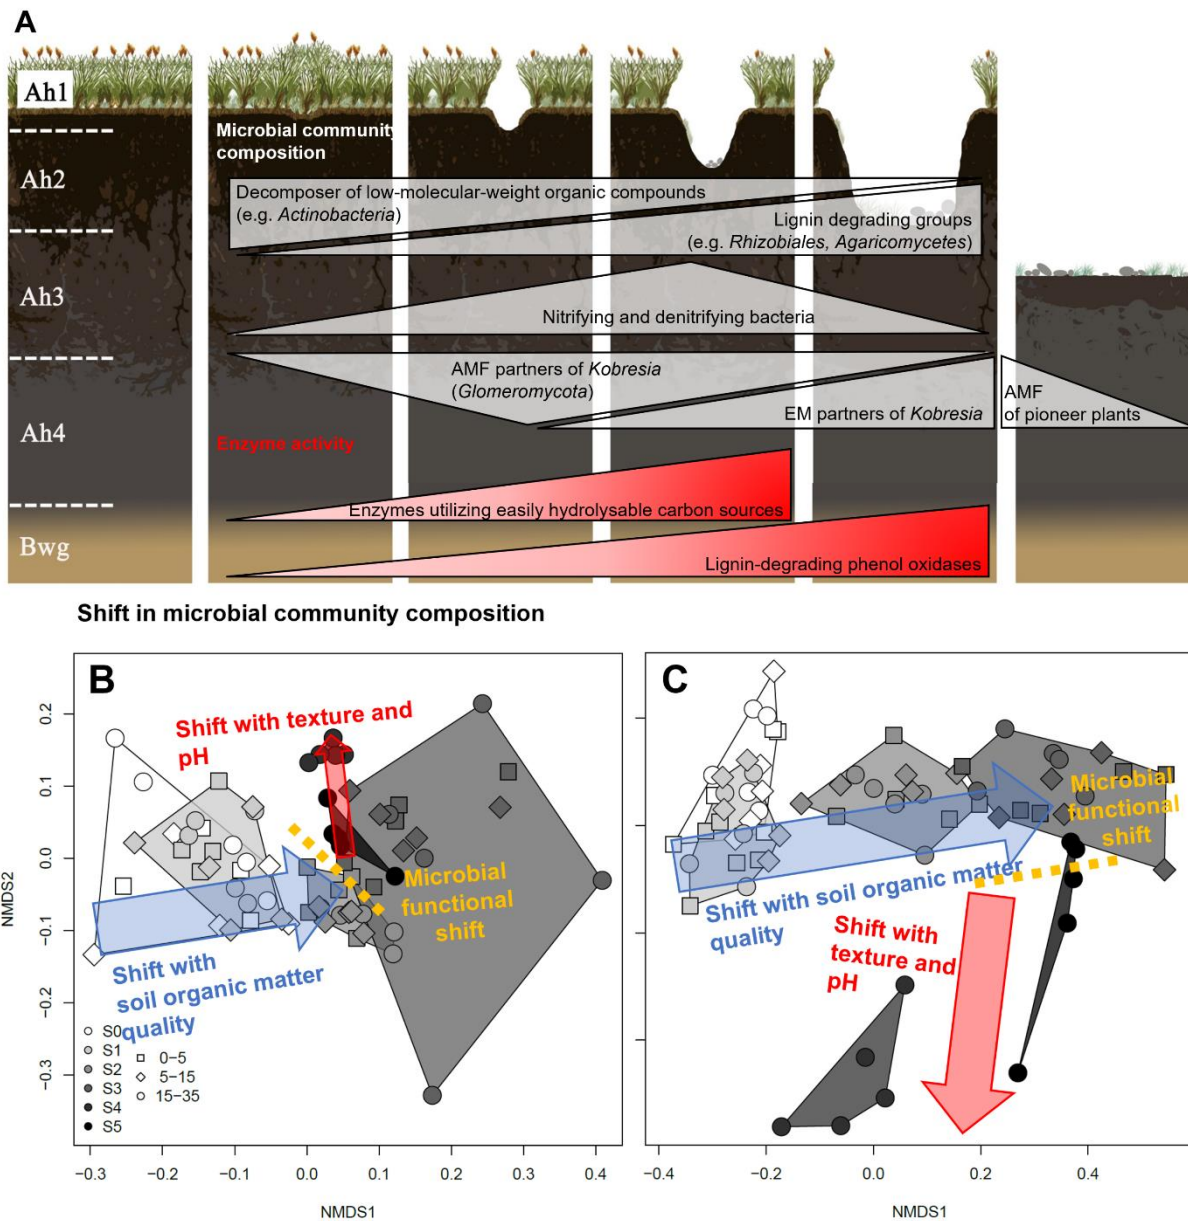 A
Ah1
Ah2
Ah3
Ah4
Bwg
Microbial community
composition
Decomposer of low-molecular-weight organic compounds
(e.g. Actinobacteria)
Lignin degrading groups
(e.g. Rhizobiales, Agaricomycetes)
Nitrifying and denitrifying bacteria
AMF partners of Kobresia
(Glomeromycota)
EM partners of Kobresia
AMF
of pioneer plants
Enzyme activity
Enzymes utilizing easily hydrolysable carbon sources
Lignin-degrading phenol oxidases
Shift in microbial community composition
B
Shift with texture and
pH
Microbial
functional
shift
Shift with
soil organic matter
quality
S0
S1
S2
S3
S4
S5
0-5
5-15
15-35
0.2
0.1
0.0
-0.1
-0.2
-0.3
NMDS2
-0.3 -0.2 -0.1 0.0 0.1 0.2 0.3 0.4
NMDS1
C
Microbial
functional
shift
Shift with soil organic matter
quality
Shift with
texture and
pH
-0.4 -0.2 0.0 0.2 0.4
NMDS1